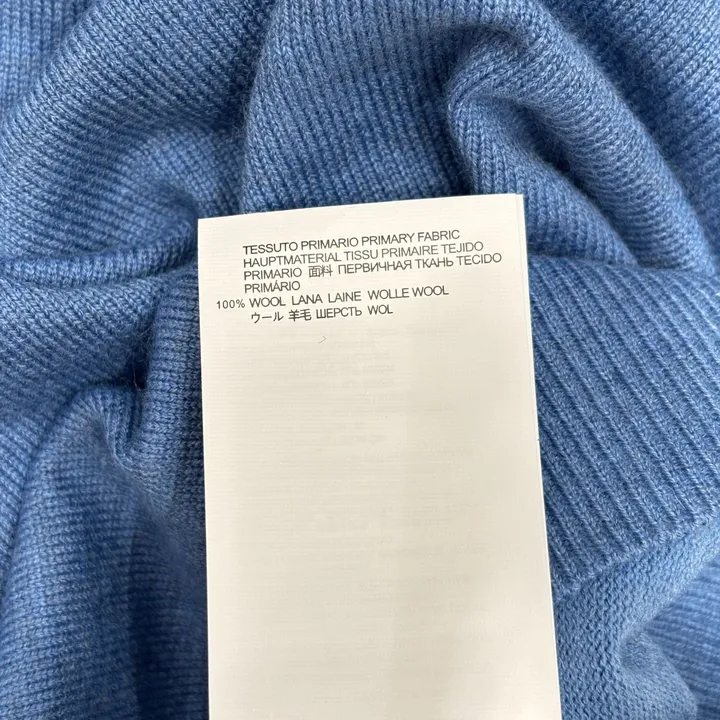 TESSUTO PRIMARIO PRIMARY FABRIC
HAUPTMATERIAL TISSU PRIMAIRE TEJIDO
PRIMARIO 面料 ПЕРВИЧНАЯ ТКАНЬ TECIDO
PRIMÁRIO
100% WOOL LANA LAINE WOLLE WOOL
ウール 羊毛 ШЕРСТЬ WOL